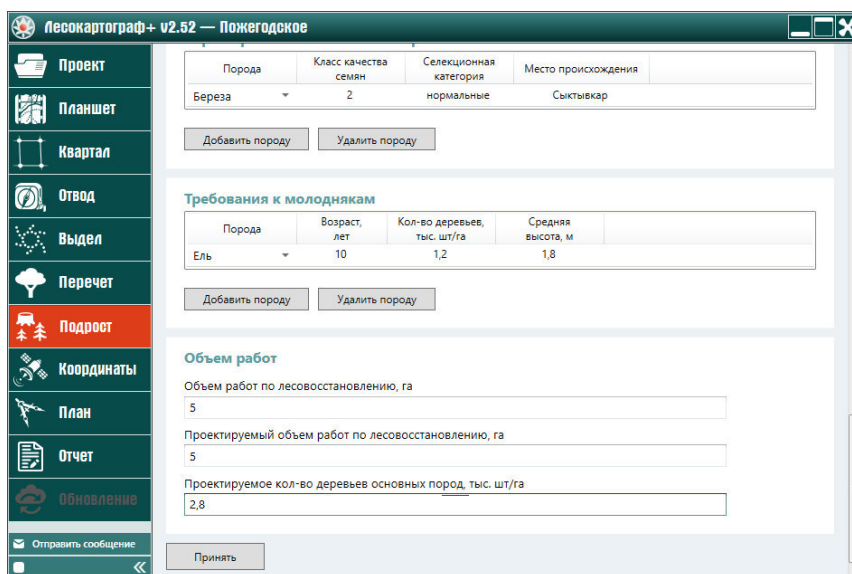 Лесокартограф+ v2.52 — Пожегодское
Проект
Планшет
Квартал
Отвод
Выдел
Перечет
Подрост
Координаты
План
Отчет
Обновление
Отправить сообщение
Порода
Класс качества
семян
Селекционная
категория
Место происхождения
Береза
2
нормальные
Сыктывкар
Добавить породу
Удалить породу
Требования к молоднякам
Порода
Возраст,
лет
Кол-во деревьев,
тыс. шт/га
Средняя
высота, м
Ель
10
1,2
1,8
Добавить породу
Удалить породу
Объем работ
Объем работ по лесовосстановлению, га
5
Проектируемый объем работ по лесовосстановлению, га
5
Проектируемое кол-во деревьев основных пород, тыс. шт/га
2,8
Принять